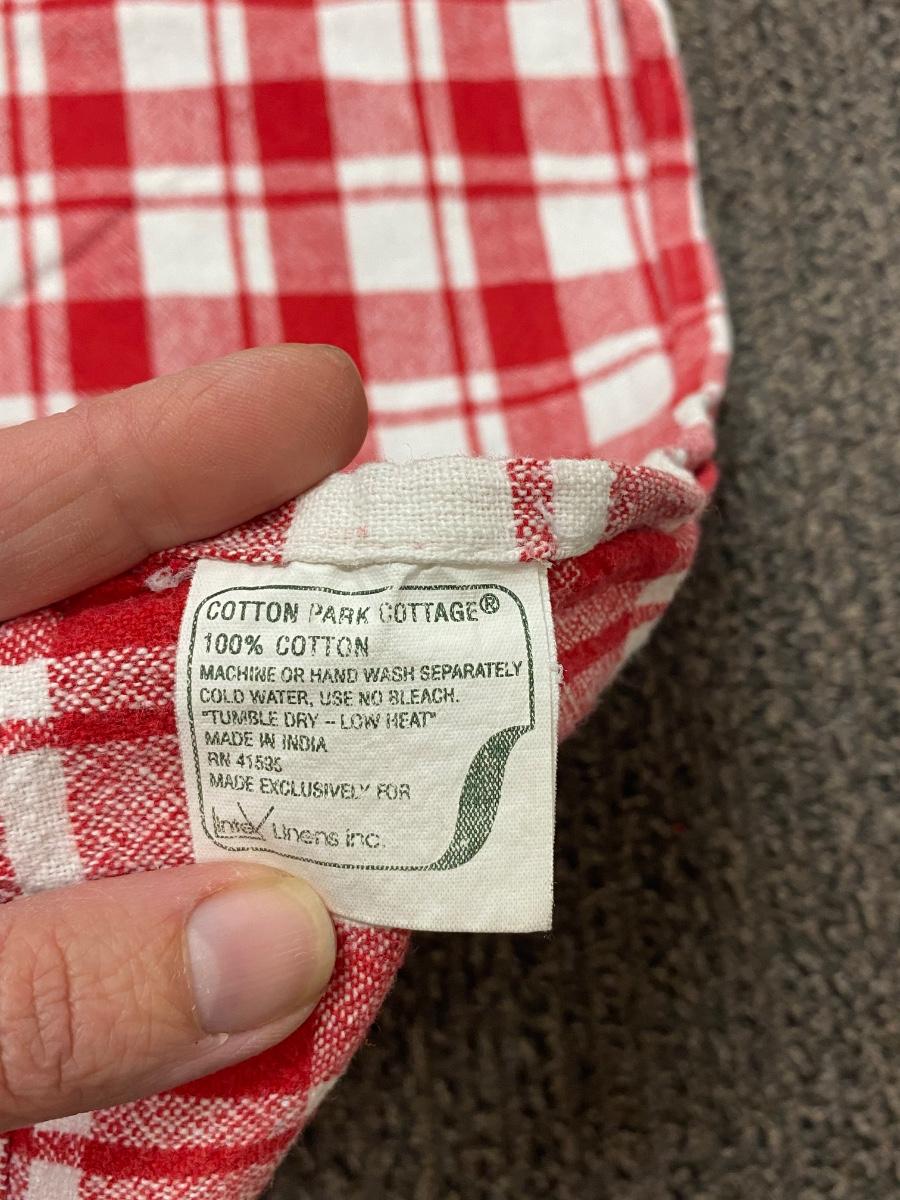 COTTON PARK COTTAGE®
100% COTTON
MACHINE OR HAND WASH SEPARATELY
COLD WATER, USE NO BLEACH.
"TUMBLE DRY – LOW HEAT"
MADE IN INDIA
RN 41535
MADE EXCLUSIVELY FOR
Intex Linens inc.